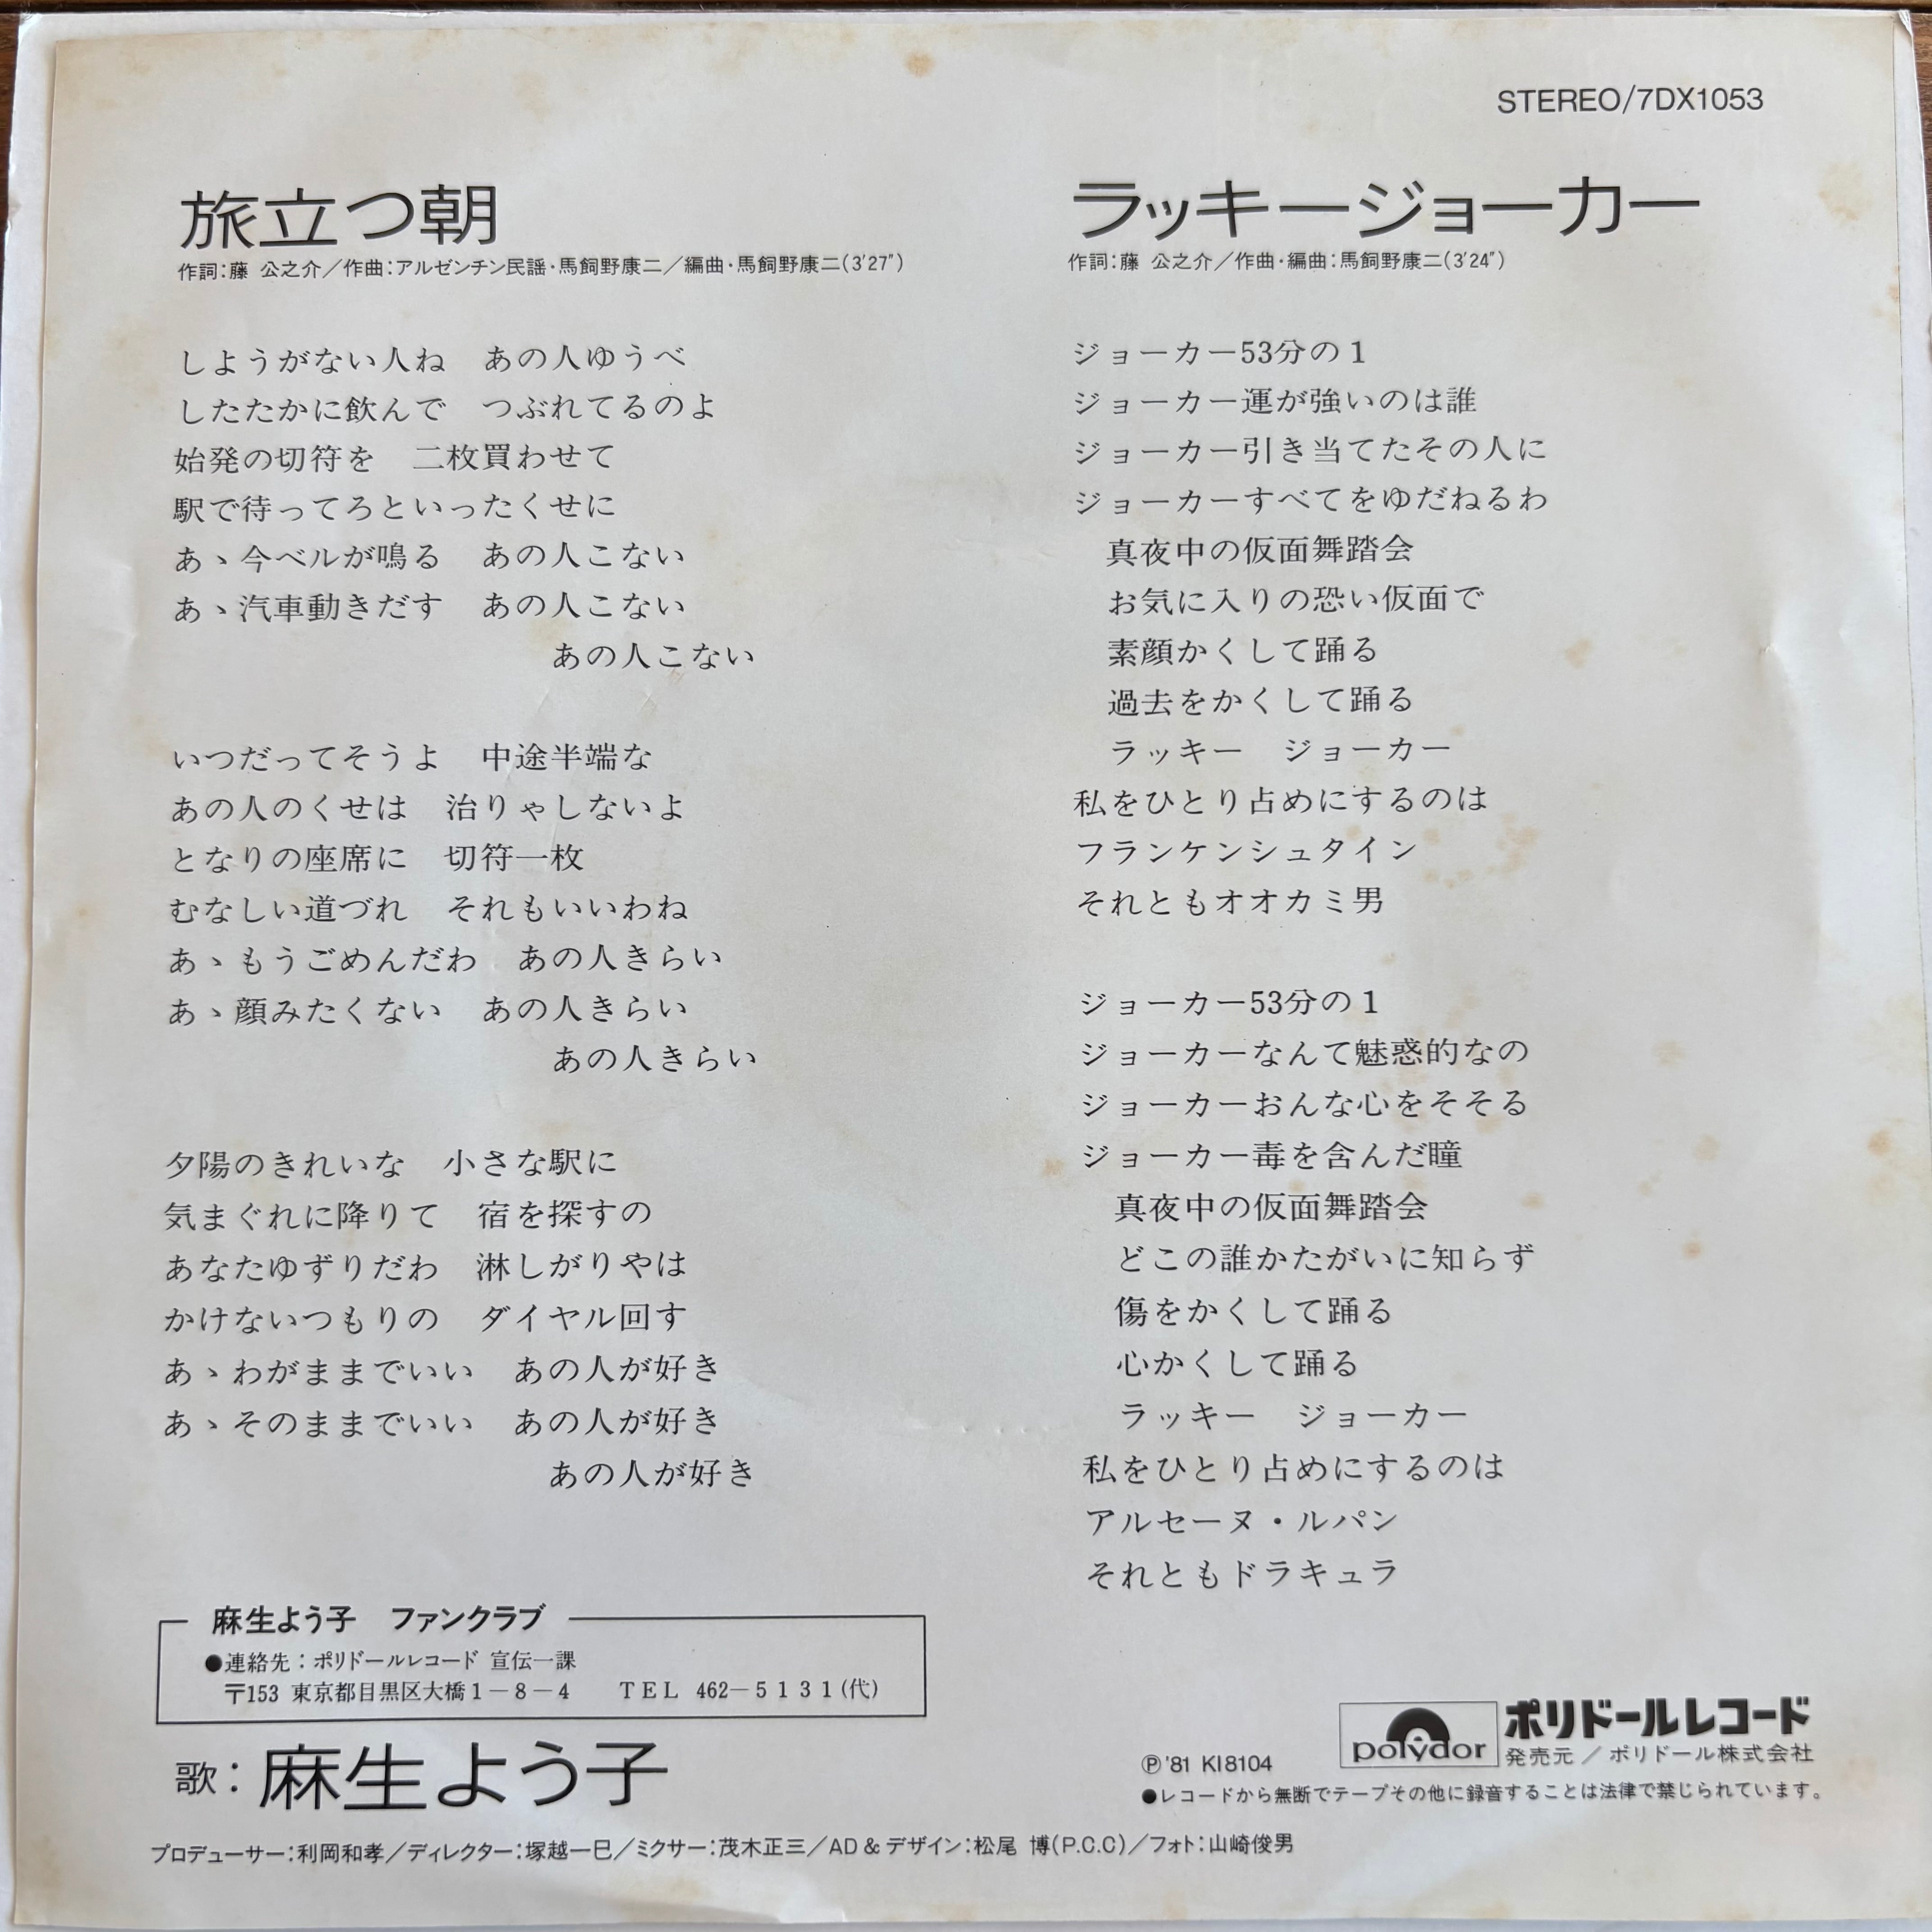 STEREO/7DX1053
旅立つ朝
作詞:藤 公之介/作曲:アルゼンチン民謡・馬飼野康二/編曲・馬飼野康二(3′27″)
しようがない人ね あの人ゆうべ
したたかに飲んで つぶれてるのよ
始発の切符を 二枚買わせて
駅で待ってろといったくせに
あゝ今ベルが鳴る あの人こない
あゝ汽車動きだす あの人こない
あの人こない
いつだってそうよ 中途半端な
あの人のくせは 治りゃしないよ
となりの座席に 切符一枚
むなしい道づれ それもいいわね
あゝもうごめんだわ あの人きらい
あゝ顔みたくない あの人きらい
あの人きらい
夕陽のきれいな 小さな駅に
気まぐれに降りて 宿を探すの
あなたゆずりだわ 淋しがりやは
かけないつもりの ダイヤル回す
あゝわがままでいい あの人が好き
あゝそのままでいい あの人が好き
あの人が好き
麻生よう子 ファンクラブ
●連絡先:ポリドールレコード 宣伝一課
〒153 東京都目黒区大橋1-8-4 TEL 462-5131(代)
歌:麻生よう子
ラッキージョーカー
作詞:藤 公之介/作曲・編曲:馬飼野康二(3′24″)
ジョーカー53分の1
ジョーカー運が強いのは誰
ジョーカー引き当てたその人に
ジョーカーすべてをゆだねるわ
真夜中の仮面舞踏会
お気に入りの恐い仮面で
素顔かくして踊る
過去をかくして踊る
ラッキー ジョーカー
私をひとり占めにするのは
フランケンシュタイン
それともオオカミ男
ジョーカー53分の1
ジョーカーなんて魅惑的なの
ジョーカーおんな心をそそる
ジョーカー毒を含んだ瞳
真夜中の仮面舞踏会
どこの誰かたがいに知らず
傷をかくして踊る
心かくして踊る
ラッキー ジョーカー
私をひとり占めにするのは
アルセーヌ・ルパン
それともドラキュラ
polydor
ポリドールレコード
発売元/ポリドール株式会社
Ⓟ'81 KI8104
●レコードから無断でテープその他に録音することは法律で禁じられています。
プロデューサー:利岡和孝/ディレクター:塚越一巳/ミクサー:茂木正三/AD&デザイン:松尾 博(P.C.C)/フォト:山崎俊男